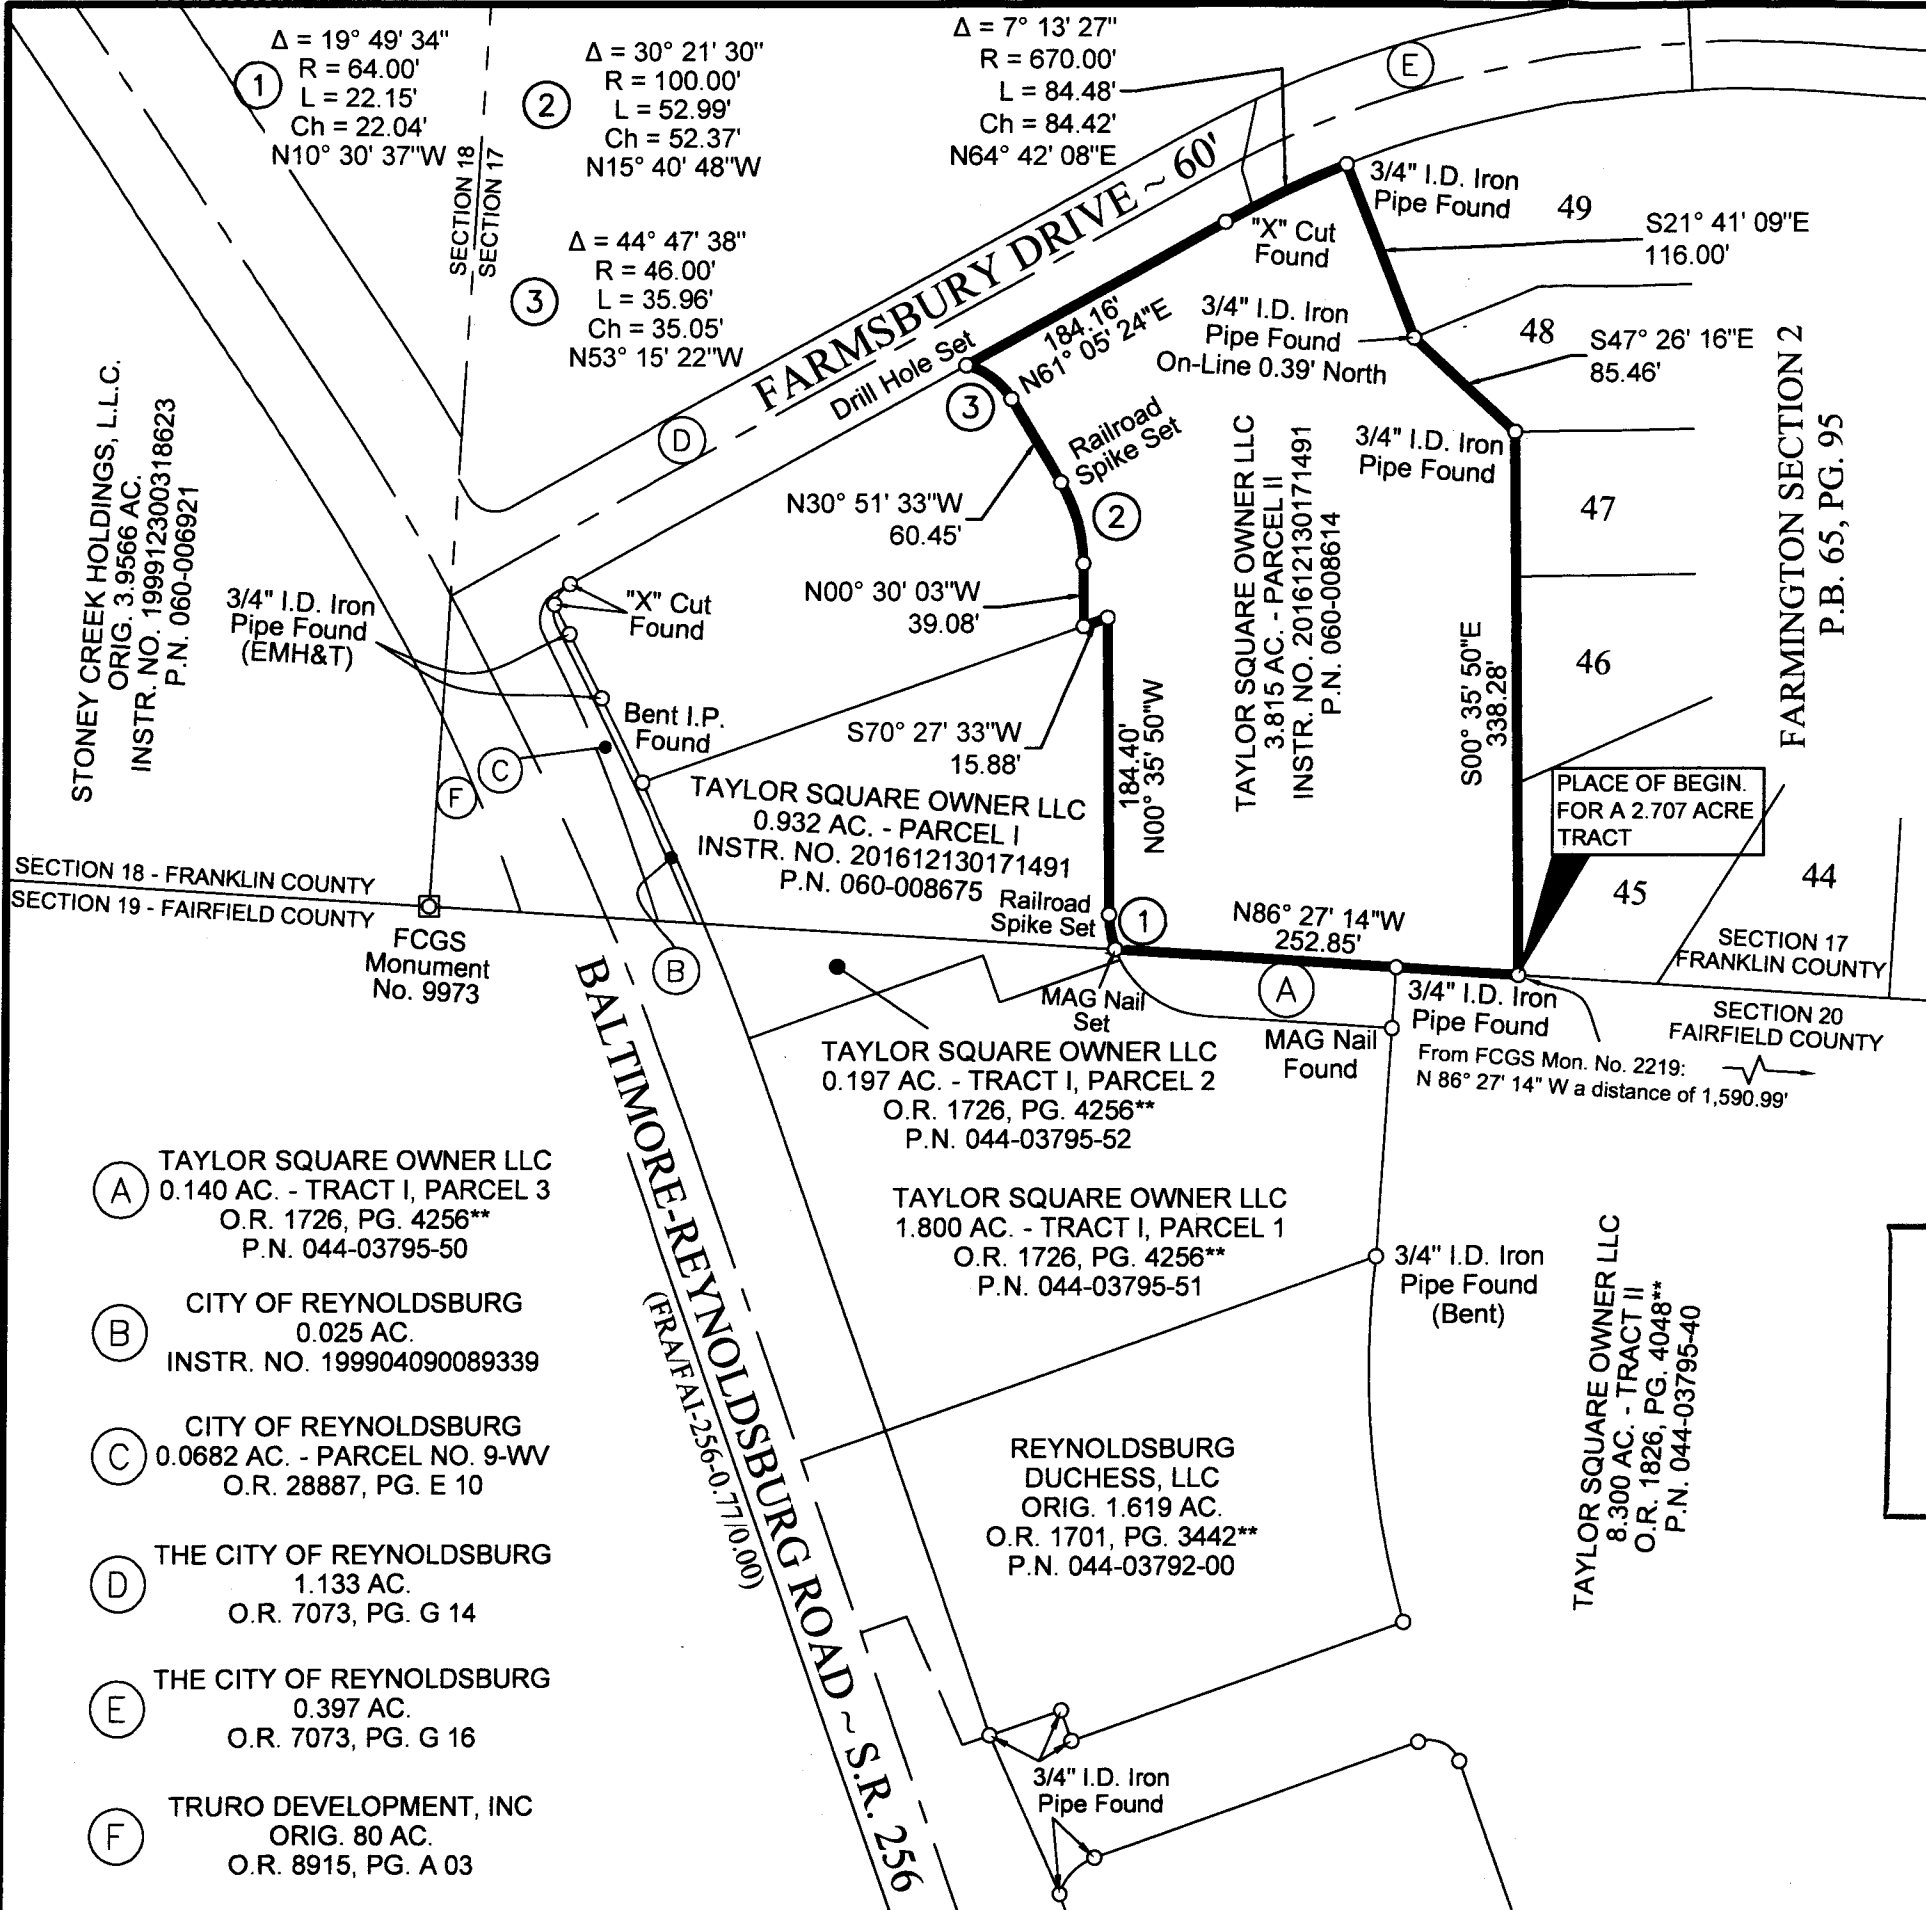 Δ = 19° 49' 34"
R = 64.00'
1
L = 22.15'
Ch = 22.04'
N10° 30' 37"W
SECTION 18
SECTION 17
Δ = 30° 21' 30"
R = 100.00'
2
L = 52.99'
Ch = 52.37'
N15° 40' 48"W
Δ = 44° 47' 38"
R = 46.00'
3
L = 35.96'
Ch = 35.05'
N53° 15' 22"W
Δ = 7° 13' 27"
R = 670.00'
L = 84.48'
Ch = 84.42'
N64° 42' 08"E
E
FARMSBURY DRIVE ~ 60'
3/4" I.D. Iron
Pipe Found
49
S21° 41' 09"E
116.00'
"X" Cut
Found
184.16'
N61° 05' 24"E
Drill Hole Set
3/4" I.D. Iron
Pipe Found
On-Line 0.39' North
48
S47° 26' 16"E
85.46'
D
3
Railroad
Spike Set
3/4" I.D. Iron
Pipe Found
2
N30° 51' 33"W
60.45'
47
FARMINGTON SECTION 2
P.B. 65, PG. 95
STONEY CREEK HOLDINGS, L.L.C.
ORIG. 3.9566 AC.
INSTR. NO. 199912300318623
P.N. 060-006921
TAYLOR SQUARE OWNER LLC
3.815 AC. - PARCEL II
INSTR. NO. 201612130171491
P.N. 060-008614
3/4" I.D. Iron
Pipe Found
(EMH&T)
"X" Cut
Found
N00° 30' 03"W
39.08'
46
S00° 35' 50"E
338.28'
Bent I.P.
Found
S70° 27' 33"W
15.88'
184.40'
N00° 35' 50"W
C
F
PLACE OF BEGIN.
FOR A 2.707 ACRE
TRACT
TAYLOR SQUARE OWNER LLC
0.932 AC. - PARCEL I
INSTR. NO. 201612130171491
P.N. 060-008675
SECTION 18 - FRANKLIN COUNTY
SECTION 19 - FAIRFIELD COUNTY
45
44
Railroad
Spike Set
1
N86° 27' 14"W
252.85'
FCGS
Monument
No. 9973
B
A
SECTION 17
FRANKLIN COUNTY
SECTION 20
FAIRFIELD COUNTY
MAG Nail
Set
3/4" I.D. Iron
Pipe Found
MAG Nail
Found
From FCGS Mon. No. 2219:
N 86° 27' 14" W a distance of 1,590.99'
TAYLOR SQUARE OWNER LLC
0.197 AC. - TRACT I, PARCEL 2
O.R. 1726, PG. 4256**
P.N. 044-03795-52
BALTIMORE-REYNOLDSBURG ROAD ~ S.R. 256
(FRA/FAI-256-0.77/0.00)
A
TAYLOR SQUARE OWNER LLC
0.140 AC. - TRACT I, PARCEL 3
O.R. 1726, PG. 4256**
P.N. 044-03795-50
TAYLOR SQUARE OWNER LLC
1.800 AC. - TRACT I, PARCEL 1
O.R. 1726, PG. 4256**
P.N. 044-03795-51
3/4" I.D. Iron
Pipe Found
(Bent)
TAYLOR SQUARE OWNER LLC
8.300 AC. - TRACT II
O.R. 1826, PG. 4048**
P.N. 044-03795-40
B
CITY OF REYNOLDSBURG
0.025 AC.
INSTR. NO. 199904090089339
C
CITY OF REYNOLDSBURG
0.0682 AC. - PARCEL NO. 9-WV
O.R. 28887, PG. E 10
REYNOLDSBURG
DUCHESS, LLC
ORIG. 1.619 AC.
O.R. 1701, PG. 3442**
P.N. 044-03792-00
D
THE CITY OF REYNOLDSBURG
1.133 AC.
O.R. 7073, PG. G 14
E
THE CITY OF REYNOLDSBURG
0.397 AC.
O.R. 7073, PG. G 16
3/4" I.D. Iron
Pipe Found
F
TRURO DEVELOPMENT, INC
ORIG. 80 AC.
O.R. 8915, PG. A 03